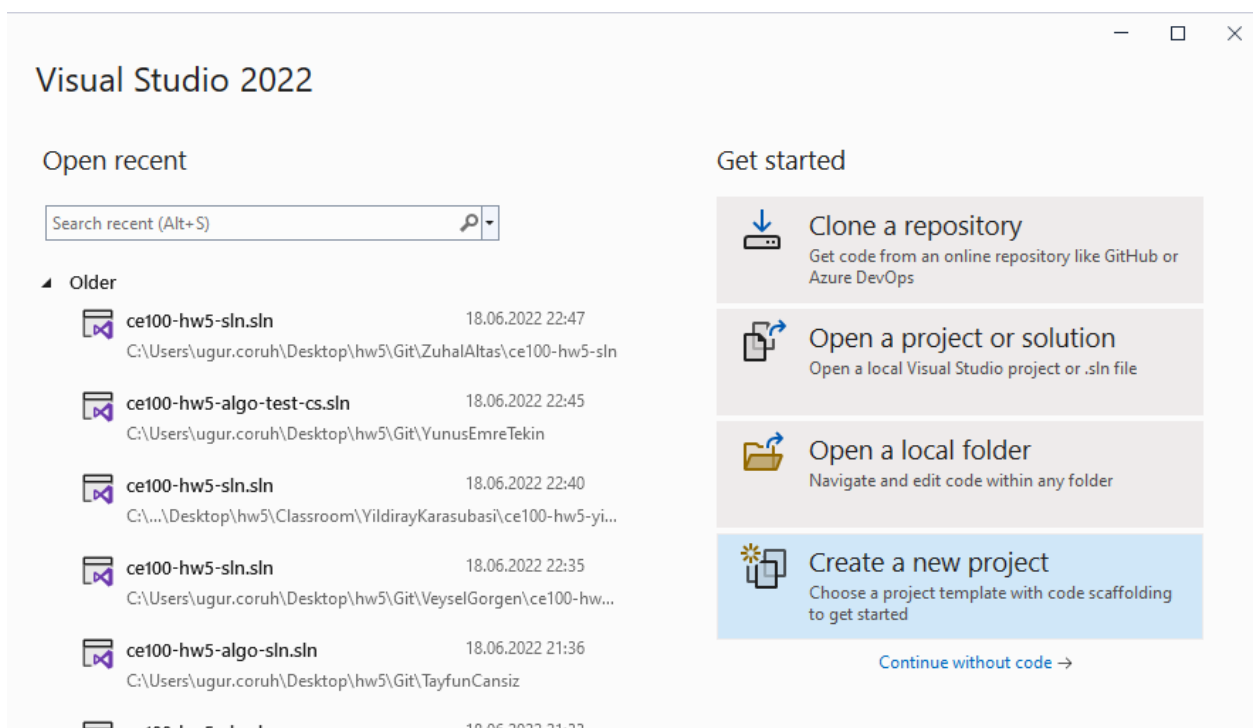 Visual Studio 2022
Open recent
Search recent (Alt+S)
Older
ce100-hw5-sln.sln 18.06.2022 22:47
C:\Users\ugur.coruh\Desktop\hw5\Git\ZuhalAltas\ce100-hw5-sln
ce100-hw5-algo-test-cs.sln 18.06.2022 22:45
C:\Users\ugur.coruh\Desktop\hw5\Git\YunusEmreTekin
ce100-hw5-sln.sln 18.06.2022 22:40
C:\...\Desktop\hw5\Classroom\YildirayKarasubasi\ce100-hw5-yi...
ce100-hw5-sln.sln 18.06.2022 22:35
C:\Users\ugur.coruh\Desktop\hw5\Git\VeyselGorgen\ce100-hw...
ce100-hw5-algo-sln.sln 18.06.2022 21:36
C:\Users\ugur.coruh\Desktop\hw5\Git\TayfunCansiz
Get started
Clone a repository
Get code from an online repository like GitHub or
Azure DevOps
Open a project or solution
Open a local Visual Studio project or .sln file
Open a local folder
Navigate and edit code within any folder
Create a new project
Choose a project template with code scaffolding
to get started
Continue without code →